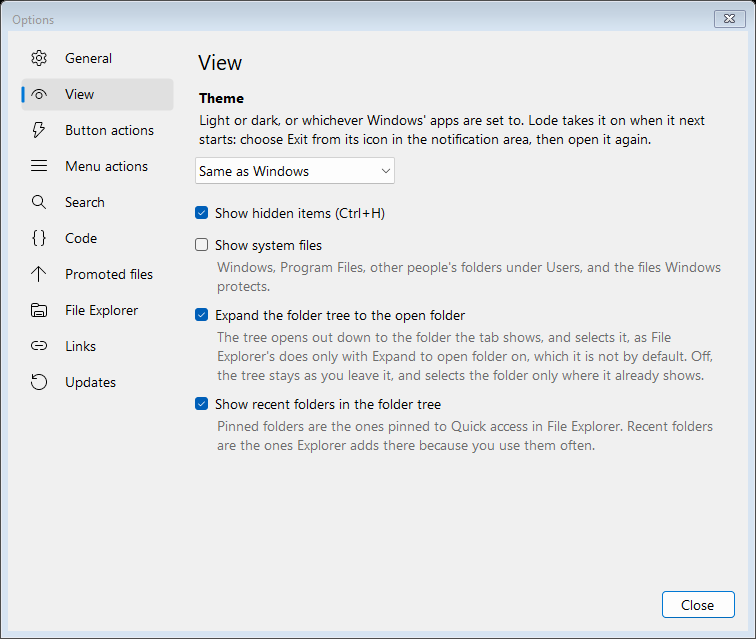 Options
General
View
Button actions
Menu actions
Search
Code
Promoted files
File Explorer
Links
Updates
View
Theme
Light or dark, or whichever Windows' apps are set to. Lode takes it on when it next
starts: choose Exit from its icon in the notification area, then open it again.
Same as Windows
Show hidden items (Ctrl+H)
Show system files
Windows, Program Files, other people's folders under Users, and the files Windows
protects.
Expand the folder tree to the open folder
The tree opens out down to the folder the tab shows, and selects it, as File
Explorer's does only with Expand to open folder on, which it is not by default. Off,
the tree stays as you leave it, and selects the folder only where it already shows.
Show recent folders in the folder tree
Pinned folders are the ones pinned to Quick access in File Explorer. Recent folders
are the ones Explorer adds there because you use them often.
Close